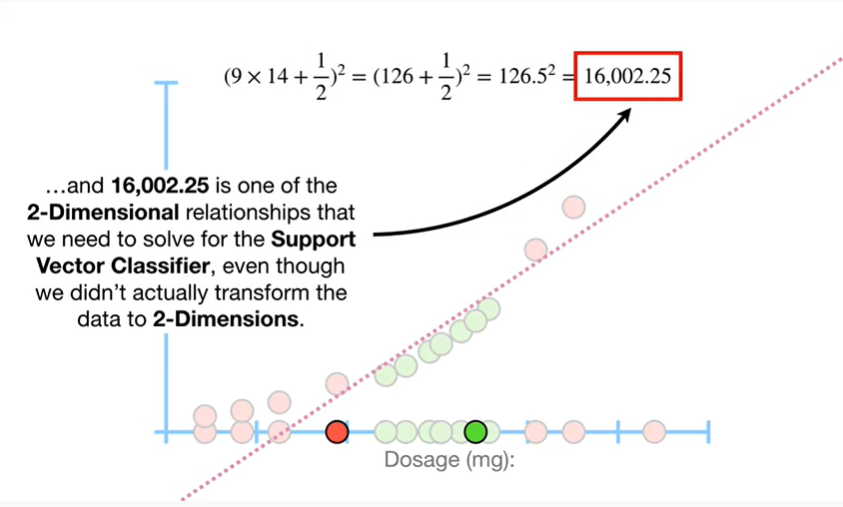 (9 × 14 + 1/2)² = (126 + 1/2)² = 126.5² = 16,002.25
...and 16,002.25 is one of the
2-Dimensional relationships that
we need to solve for the Support
Vector Classifier, even though
we didn’t actually transform the
data to 2-Dimensions.
Dosage (mg):